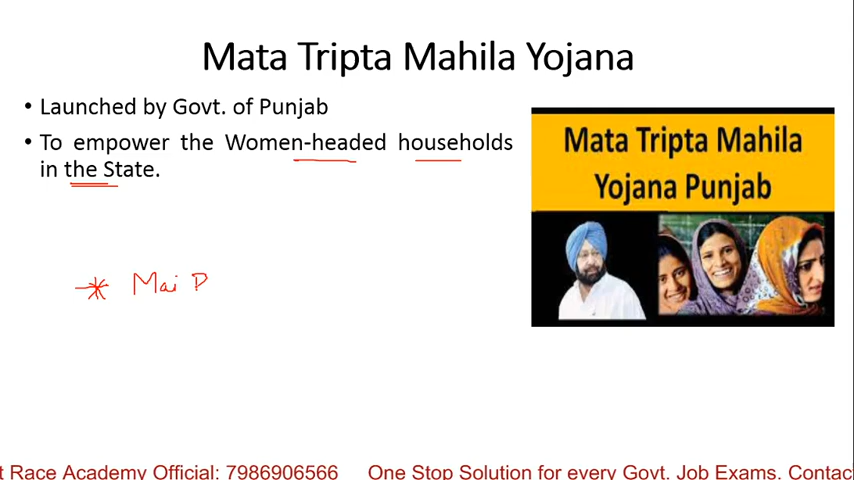 Mata Tripta Mahila Yojana
• Launched by Govt. of Punjab
• To empower the Women-headed households
in the State.
Mata Tripta Mahila
Yojana Punjab
Mai P
t Race Academy Official: 7986906566 One Stop Solution for every Govt. Job Exams. Contac